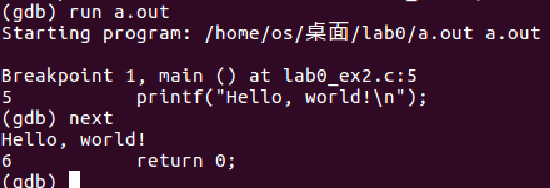 (gdb) run a.out
Starting program: /home/os/桌面/lab0/a.out a.out

Breakpoint 1, main () at lab0_ex2.c:5
5	    printf("Hello, world!\n");
(gdb) next
Hello, world!
6	    return 0;
(gdb)